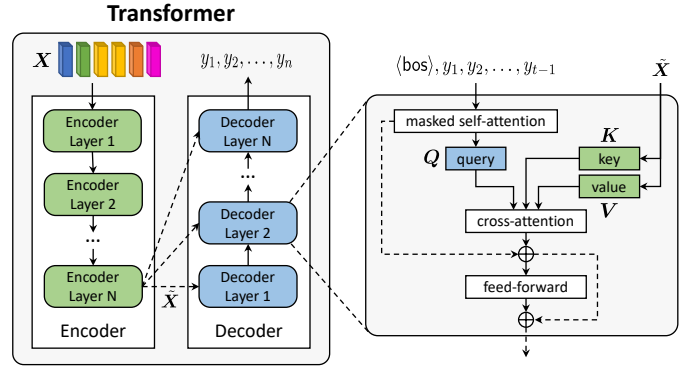 Transformer
X
y₁, y₂, . . . , yₙ
Encoder
Layer 1
Encoder
Layer 2
...
Encoder
Layer N
Encoder
X̃
Decoder
Layer N
...
Decoder
Layer 2
Decoder
Layer 1
Decoder
⟨bos⟩, y₁, y₂, . . . , yₜ₋₁
X̃
masked self-attention
K
Q
query
key
value
V
cross-attention
feed-forward